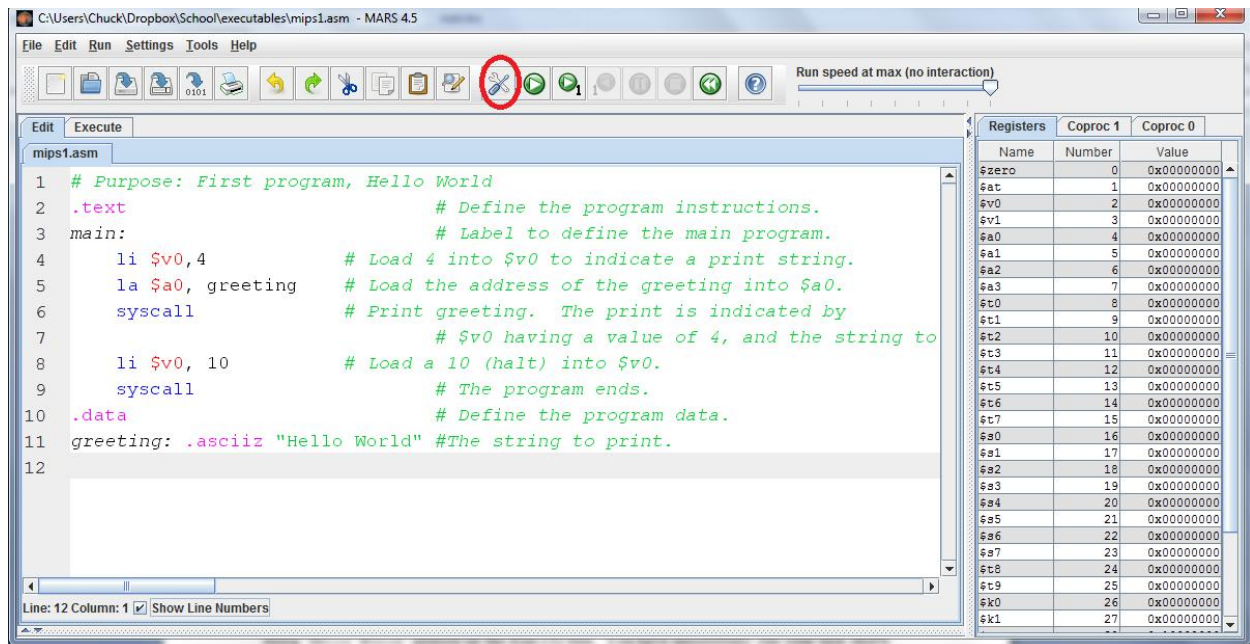 C:\Users\Chuck\Dropbox\School\executables\mips1.asm - MARS 4.5
File Edit Run Settings Tools Help
Run speed at max (no interaction)
Edit Execute
mips1.asm
1 # Purpose: First program, Hello World
2 .text # Define the program instructions.
3 main: # Label to define the main program.
4 li $v0,4 # Load 4 into $v0 to indicate a print string.
5 la $a0, greeting # Load the address of the greeting into $a0.
6 syscall # Print greeting. The print is indicated by
7 # $v0 having a value of 4, and the string to
8 li $v0, 10 # Load a 10 (halt) into $v0.
9 syscall # The program ends.
10 .data # Define the program data.
11 greeting: .asciiz "Hello World" #The string to print.
12
Line: 12 Column: 1 Show Line Numbers
Registers Coproc 1 Coproc 0
Name Number Value
$zero 0 0x00000000
$at 1 0x00000000
$v0 2 0x00000000
$v1 3 0x00000000
$a0 4 0x00000000
$a1 5 0x00000000
$a2 6 0x00000000
$a3 7 0x00000000
$t0 8 0x00000000
$t1 9 0x00000000
$t2 10 0x00000000
$t3 11 0x00000000
$t4 12 0x00000000
$t5 13 0x00000000
$t6 14 0x00000000
$t7 15 0x00000000
$s0 16 0x00000000
$s1 17 0x00000000
$s2 18 0x00000000
$s3 19 0x00000000
$s4 20 0x00000000
$s5 21 0x00000000
$s6 22 0x00000000
$s7 23 0x00000000
$t8 24 0x00000000
$t9 25 0x00000000
$k0 26 0x00000000
$k1 27 0x00000000